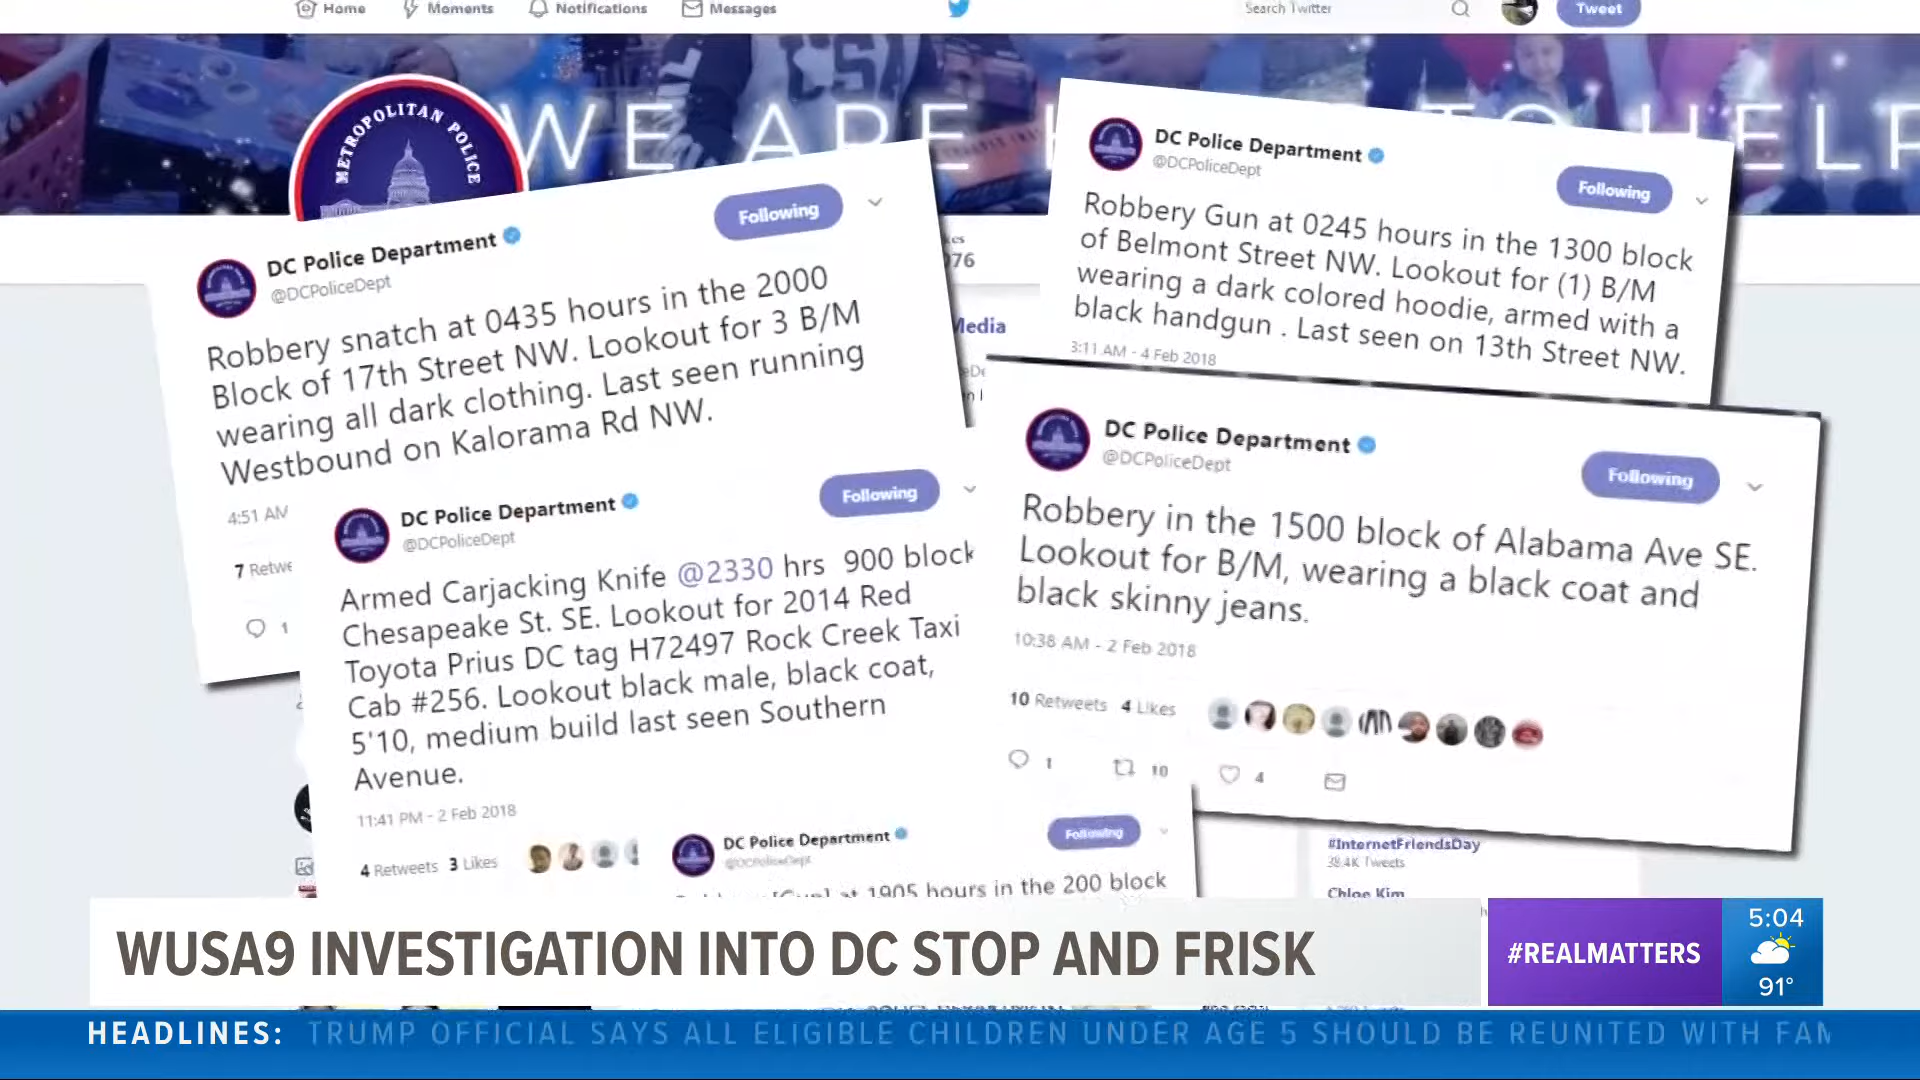 Home
Moments
Notifications
Messages
Search Twitter
Tweet
METROPOLITAN POLICE
WE ARE
TO HELP
DC Police Department
@DCPoliceDept
Following
Robbery snatch at 0435 hours in the 2000
Block of 17th Street NW. Lookout for 3 B/M
wearing all dark clothing. Last seen running
Westbound on Kalorama Rd NW.
4:51 AM
7 Retwe
1
DC Police Department
@DCPoliceDept
Following
Robbery Gun at 0245 hours in the 1300 block
of Belmont Street NW. Lookout for (1) B/M
wearing a dark colored hoodie, armed with a
black handgun . Last seen on 13th Street NW.
3:11 AM - 4 Feb 2018
76
Media
DC Police Department
@DCPoliceDept
Following
Armed Carjacking Knife @2330 hrs 900 block
Chesapeake St. SE. Lookout for 2014 Red
Toyota Prius DC tag H72497 Rock Creek Taxi
Cab #256. Lookout black male, black coat,
5'10, medium build last seen Southern
Avenue.
11:41 PM - 2 Feb 2018
4 Retweets 3 Likes
DC Police Department
@DCPoliceDept
Following
Robbery in the 1500 block of Alabama Ave SE.
Lookout for B/M, wearing a black coat and
black skinny jeans.
10:38 AM - 2 Feb 2018
10 Retweets 4 Likes
1 10 4
DC Police Department
@DCPoliceDept
Following
at 1905 hours in the 200 block
#InternetFriendsDay
38.4K Tweets
Chloe Kim
WUSA9 INVESTIGATION INTO DC STOP AND FRISK
#REALMATTERS
5:04
91°
HEADLINES: TRUMP OFFICIAL SAYS ALL ELIGIBLE CHILDREN UNDER AGE 5 SHOULD BE REUNITED WITH FAM